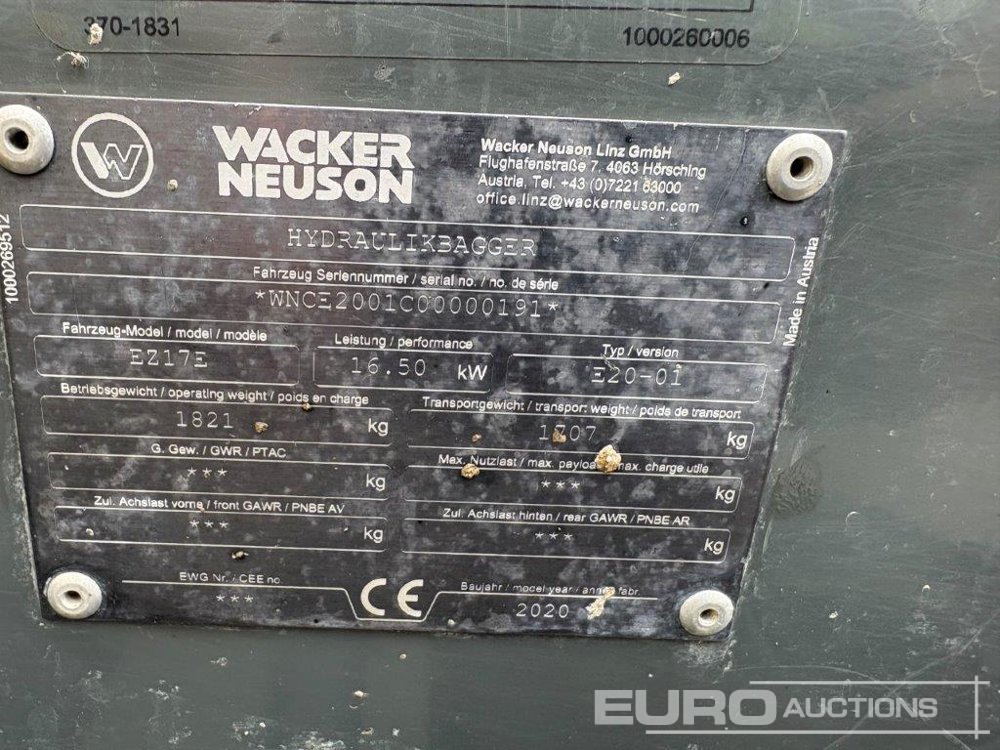 370-1831
1000260006
WACKER NEUSON
Wacker Neuson Linz GmbH
Flughafenstraße 7, 4063 Hörsching
Austria, Tel. +43 (0)7221 63000
office.linz@wackerneuson.com
HYDRAULIKBAGGER
Fahrzeug Seriennummer / serial no. / no. de série
*WNCE2001C00000191*
Fahrzeug-Model / model / modèle
EZ17E
Leistung / performance
16.50 kW
Typ / version
E20-01
Betriebsgewicht / operating weight / poids en charge
1821 kg
Transportgewicht / transport weight / poids de transport
1707 kg
G. Gew. / GWR / PTAC
*** kg
Max. Nutzlast / max. payload / max. charge utile
*** kg
Zul. Achslast vorne / front GAWR / PNBE AV
*** kg
Zul. Achslast hinten / rear GAWR / PNBE AR
*** kg
EWG Nr. / CEE no.
***
CE
Baujahr / model year / année fabr.
2020
1000269512
Made in Austria
EURO AUCTIONS